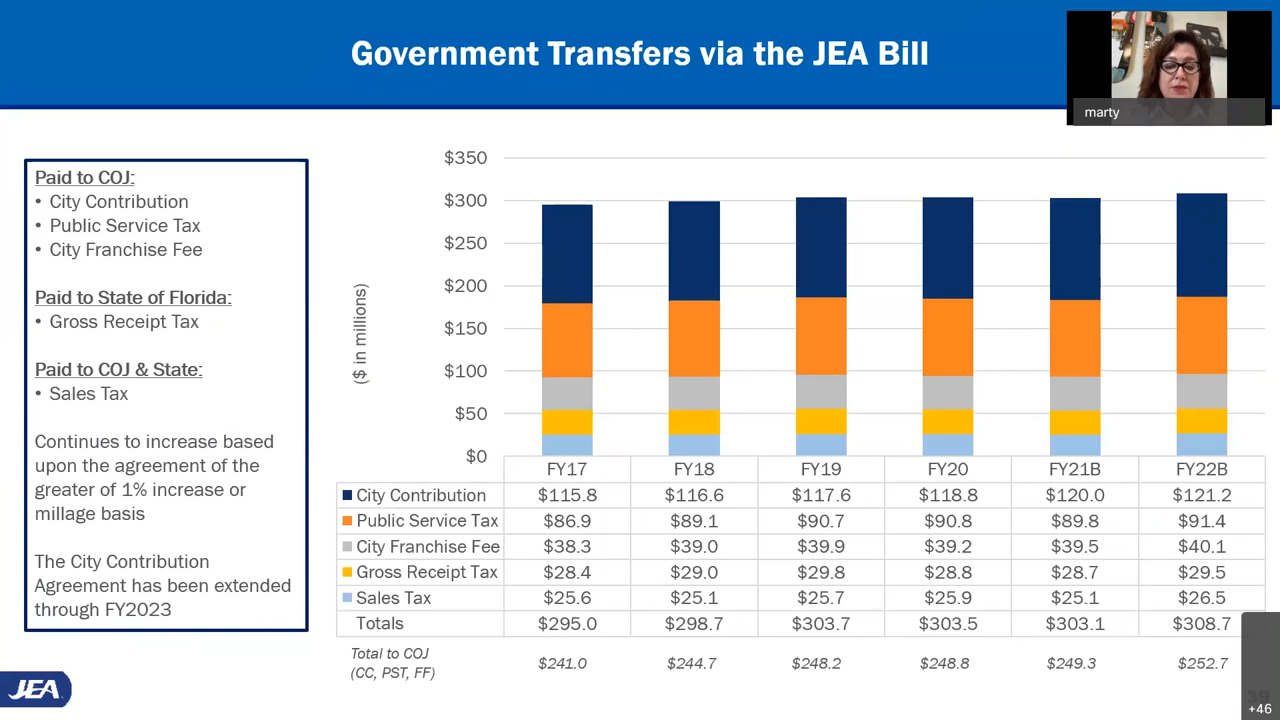 Government Transfers via the JEA Bill
marty
Paid to COJ:
• City Contribution
• Public Service Tax
• City Franchise Fee
Paid to State of Florida:
• Gross Receipt Tax
Paid to COJ & State:
• Sales Tax
Continues to increase based
upon the agreement of the
greater of 1% increase or
millage basis
The City Contribution
Agreement has been extended
through FY2023
($ in millions)
$350
$300
$250
$200
$150
$100
$50
$0
FY17 FY18 FY19 FY20 FY21B FY22B
City Contribution $115.8 $116.6 $117.6 $118.8 $120.0 $121.2
Public Service Tax $86.9 $89.1 $90.7 $90.8 $89.8 $91.4
City Franchise Fee $38.3 $39.0 $39.9 $39.2 $39.5 $40.1
Gross Receipt Tax $28.4 $29.0 $29.8 $28.8 $28.7 $29.5
Sales Tax $25.6 $25.1 $25.7 $25.9 $25.1 $26.5
Totals $295.0 $298.7 $303.7 $303.5 $303.1 $308.7
Total to COJ
(CC, PST, FF) $241.0 $244.7 $248.2 $248.8 $249.3 $252.7
JEA
39
+46